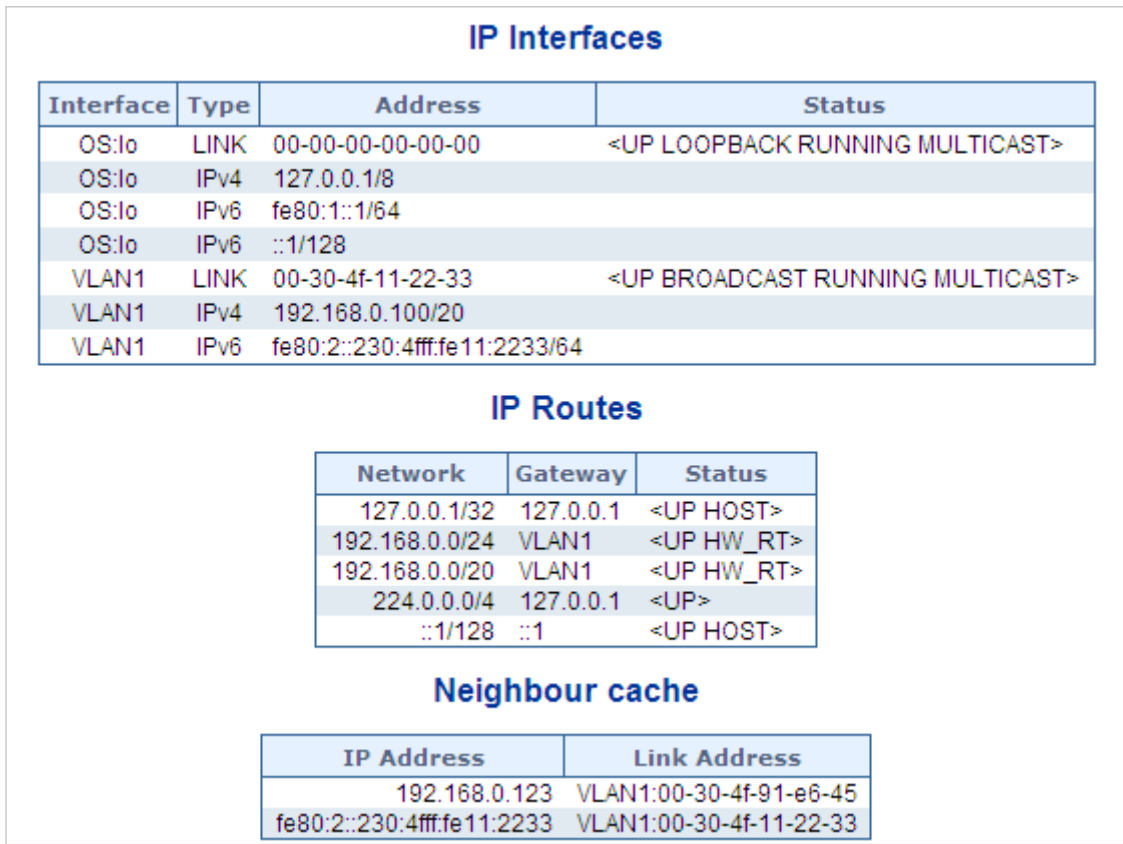 IP Interfaces
Interface Type Address Status
OS:lo LINK 00-00-00-00-00-00 <UP LOOPBACK RUNNING MULTICAST>
OS:lo IPv4 127.0.0.1/8
OS:lo IPv6 fe80:1::1/64
OS:lo IPv6 ::1/128
VLAN1 LINK 00-30-4f-11-22-33 <UP BROADCAST RUNNING MULTICAST>
VLAN1 IPv4 192.168.0.100/20
VLAN1 IPv6 fe80:2::230:4fff:fe11:2233/64
IP Routes
Network Gateway Status
127.0.0.1/32 127.0.0.1 <UP HOST>
192.168.0.0/24 VLAN1 <UP HW_RT>
192.168.0.0/20 VLAN1 <UP HW_RT>
224.0.0.0/4 127.0.0.1 <UP>
::1/128 ::1 <UP HOST>
Neighbour cache
IP Address Link Address
192.168.0.123 VLAN1:00-30-4f-91-e6-45
fe80:2::230:4fff:fe11:2233 VLAN1:00-30-4f-11-22-33